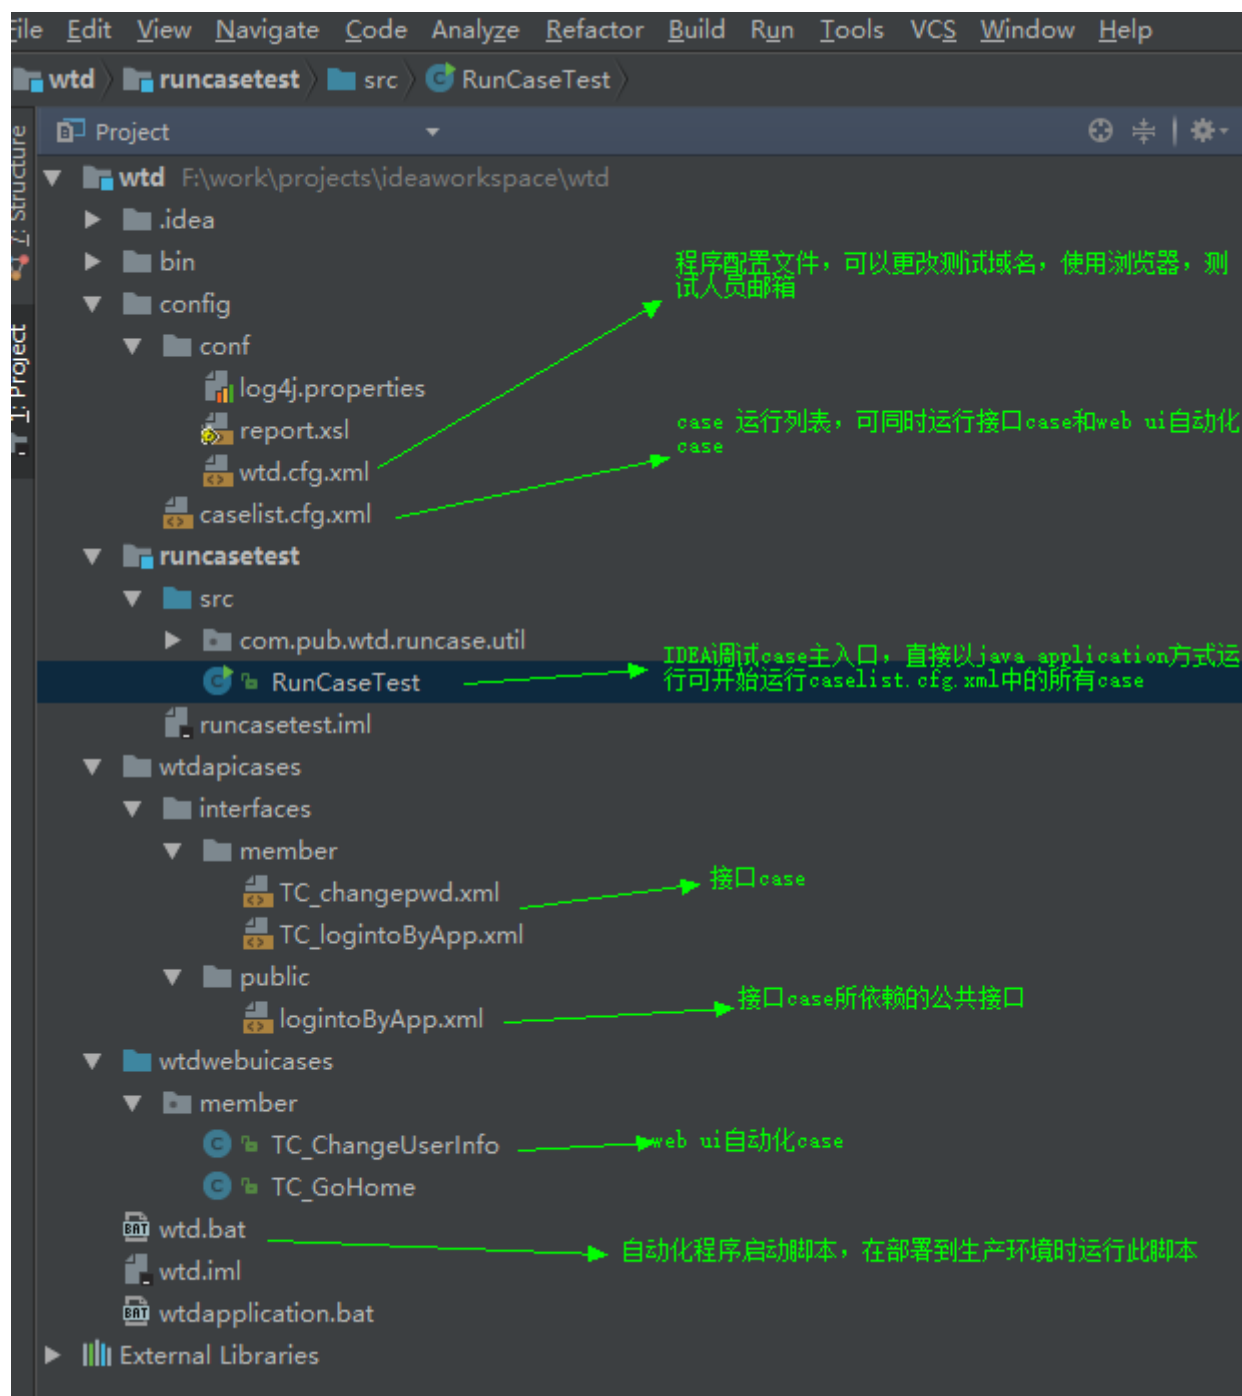 File Edit View Navigate Code Analyze Refactor Build Run Tools VCS Window Help
wtd runcasetest src RunCaseTest
Project
Z: Structure
1: Project
wtd F:\work\projects\ideaworkspace\wtd
.idea
bin
程序配置文件，可以更改测试域名，使用浏览器，测
试人员邮箱
config
conf
log4j.properties
case 运行列表，可同时运行接口case和web ui自动化
case
report.xsl
wtd.cfg.xml
caselist.cfg.xml
runcasetest
src
com.pub.wtd.runcase.util
IDEA调试case主入口，直接以java application方式运
行可开始运行caselist.cfg.xml中的所有case
RunCaseTest
runcasetest.iml
wtdapicases
interfaces
member
接口case
TC_changepwd.xml
TC_logintoByApp.xml
public
接口case所依赖的公共接口
logintoByApp.xml
wtdwebuicases
member
TC_ChangeUserInfo
web ui自动化case
TC_GoHome
wtd.bat
自动化程序启动脚本，在部署到生产环境时运行此脚本
wtd.iml
wtdapplication.bat
External Libraries